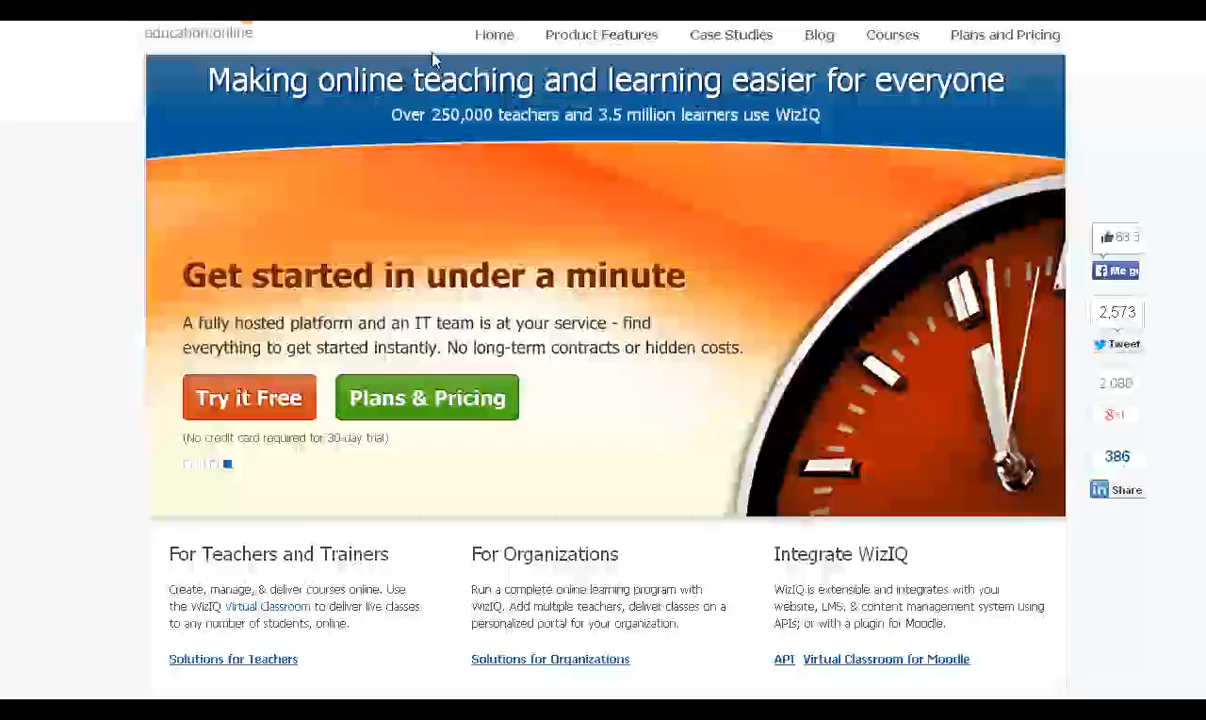 education.online
Home Product Features Case Studies Blog Courses Plans and Pricing
Making online teaching and learning easier for everyone
Over 250,000 teachers and 3.5 million learners use WizIQ
Get started in under a minute
A fully hosted platform and an IT team is at your service - find
everything to get started instantly. No long-term contracts or hidden costs.
Try it Free Plans & Pricing
(No credit card required for 30-day trial)
2,573
Tweet
2,080
+1
386
Share
For Teachers and Trainers
Create, manage, & deliver courses online. Use
the WizIQ Virtual Classroom to deliver live classes
to any number of students, online.
Solutions for Teachers
For Organizations
Run a complete online learning program with
WizIQ. Add multiple teachers, deliver classes on a
personalized portal for your organization.
Solutions for Organizations
Integrate WizIQ
WizIQ is extensible and integrates with your
website, LMS, & content management system using
APIs; or with a plugin for Moodle.
API Virtual Classroom for Moodle